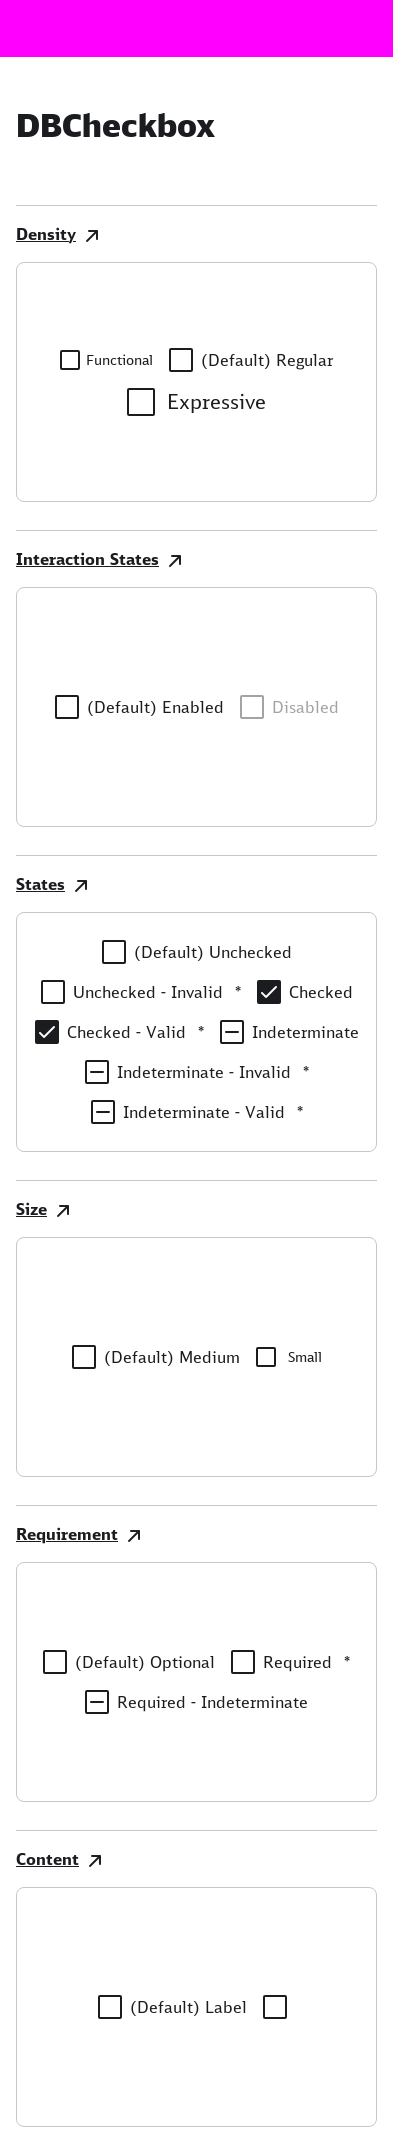 DBCheckbox
Density
Functional (Default) Regular
Expressive
Interaction States
(Default) Enabled Disabled
States
(Default) Unchecked
Unchecked - Invalid * Checked
Checked - Valid * Indeterminate
Indeterminate - Invalid *
Indeterminate - Valid *
Size
(Default) Medium Small
Requirement
(Default) Optional Required *
Required - Indeterminate
Content
(Default) Label